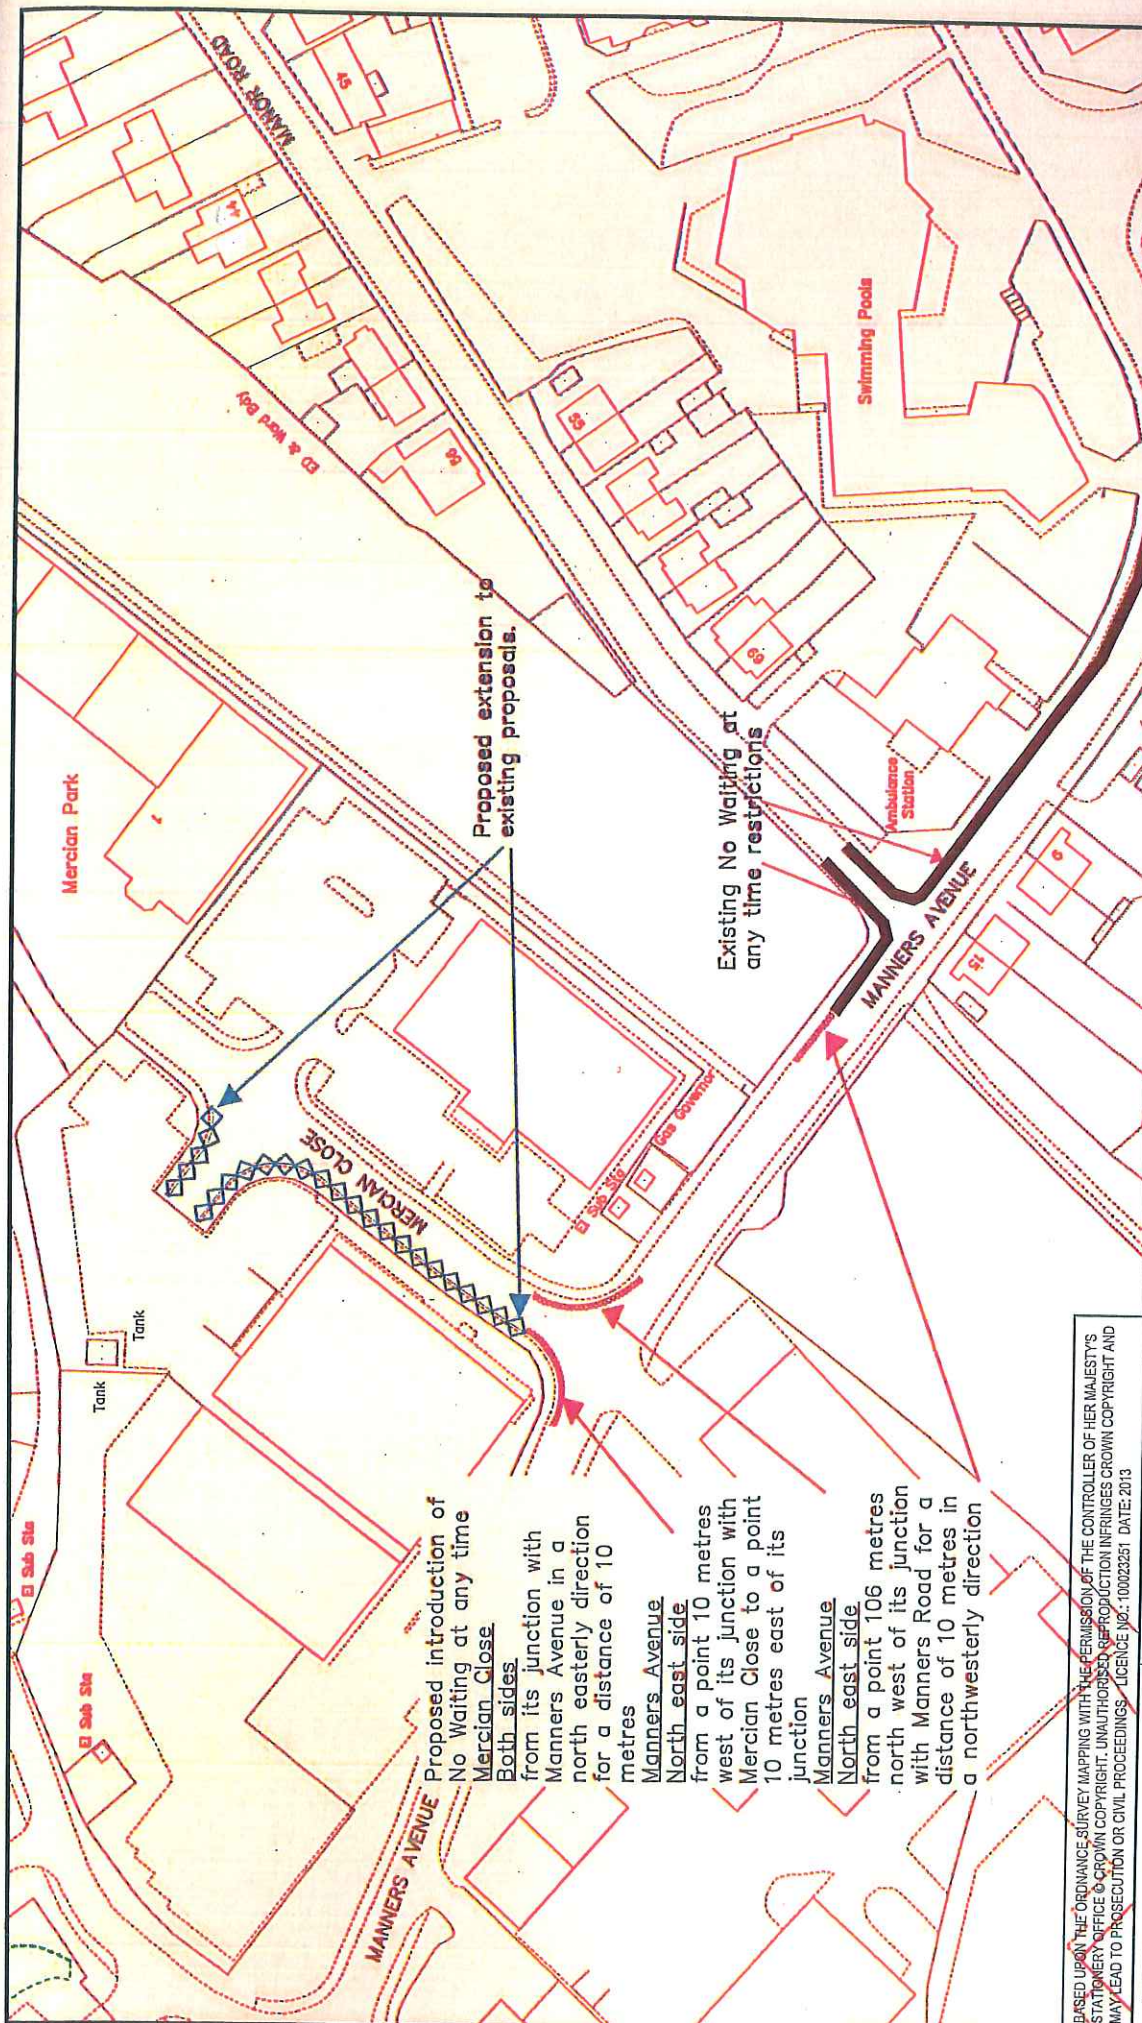 MANOR ROAD
45
44
ED & Ward Bdy
56
55
Swimming Pools
69
Mercian Park
Proposed extension to
existing proposals.
Existing No Waiting at
any time restrictions
Ambulance
Station
MANNERS AVENUE
15
MERCIAN CLOSE
El Sub Sta
Gas Governor
Tank
Tank
El Sub Sta
El Sub Sta
MANNERS AVENUE
Proposed introduction of
No Waiting at any time
Mercian Close
Both sides
from its junction with
Manners Avenue in a
north easterly direction
for a distance of 10
metres
Manners Avenue
North east side
from a point 10 metres
west of its junction with
Mercian Close to a point
10 metres east of its
junction
Manners Avenue
North east side
from a point 106 metres
north west of its junction
with Manners Road for a
distance of 10 metres in
a northwesterly direction
BASED UPON THE ORDNANCE SURVEY MAPPING WITH THE PERMISSION OF THE CONTROLLER OF HER MAJESTY'S
STATIONERY OFFICE © CROWN COPYRIGHT. UNAUTHORISED REPRODUCTION INFRINGES CROWN COPYRIGHT AND
MAY LEAD TO PROSECUTION OR CIVIL PROCEEDINGS. LICENCE NO.: 100023251 DATE: 2013